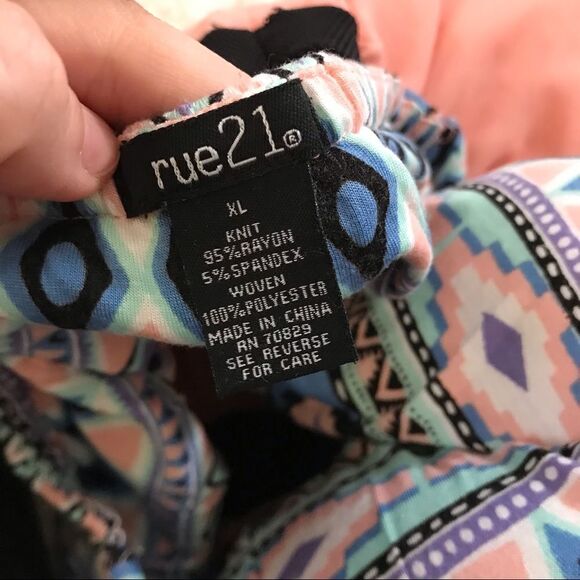 rue21®
XL
KNIT
95%RAYON
5%SPANDEX
WOVEN
100%POLYESTER
MADE IN CHINA
RN 70829
SEE REVERSE
FOR CARE